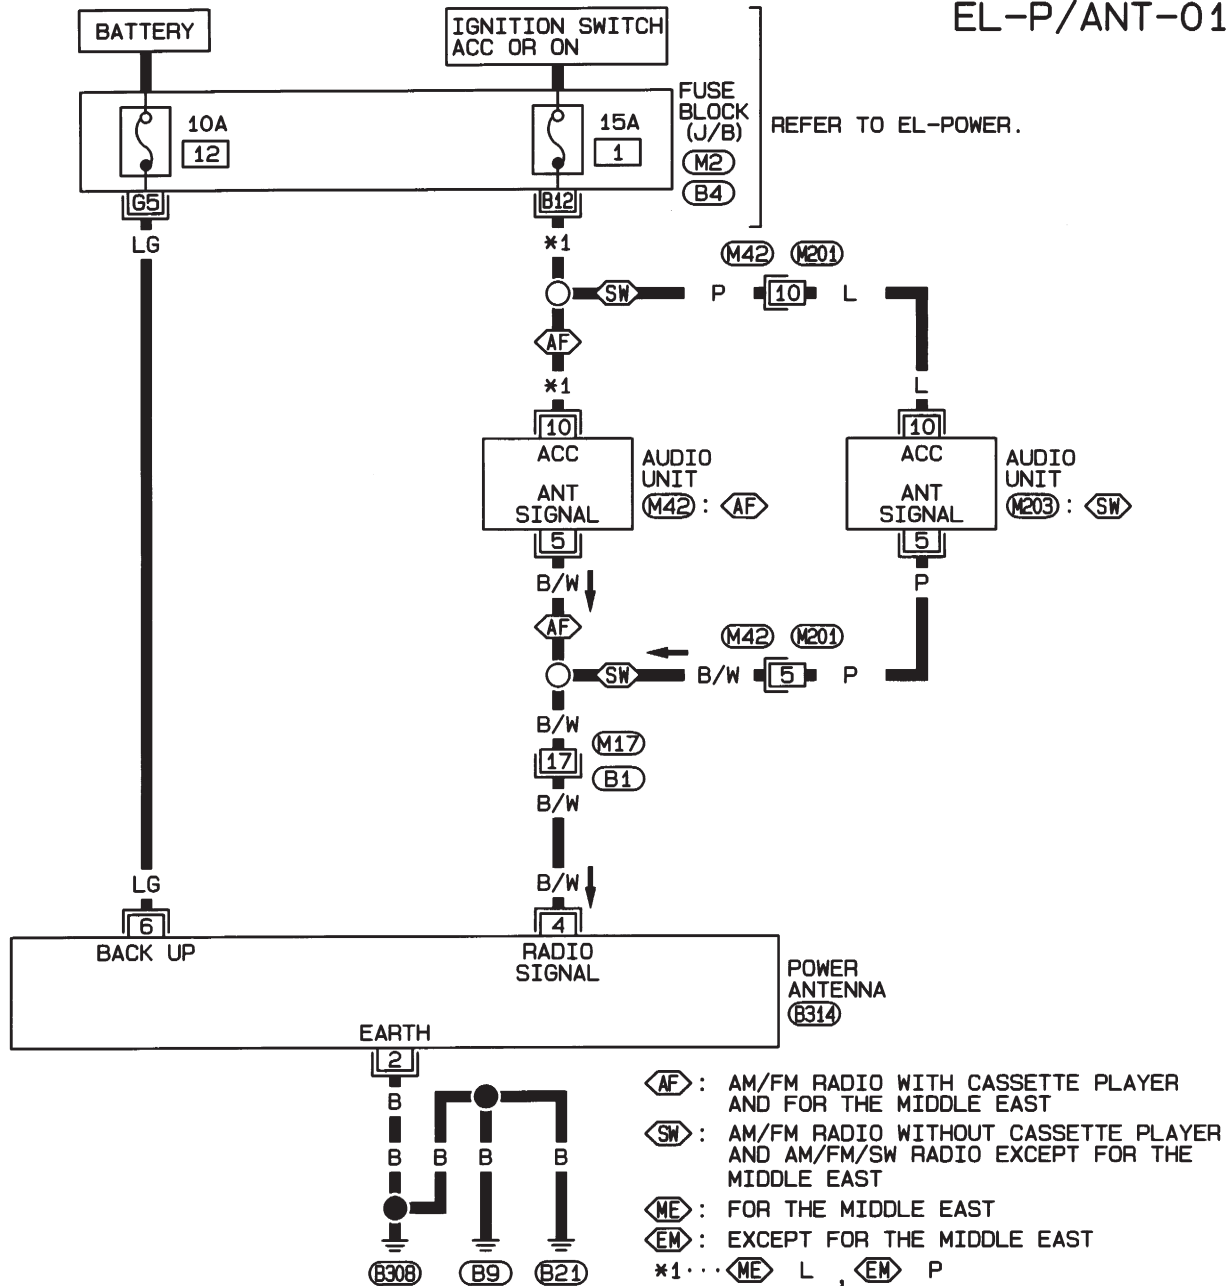 EL-P/ANT-01
BATTERY
IGNITION SWITCH
ACC OR ON
FUSE
BLOCK
(J/B)
M2
B4
REFER TO EL-POWER.
10A
12
15A
1
G5
B12
LG
*1
M42 M201
SW P 10 L
AF
*1
L
10
ACC
ANT
SIGNAL
5
AUDIO
UNIT
M42 : AF
10
ACC
ANT
SIGNAL
5
AUDIO
UNIT
M203 : SW
B/W
P
AF
M42 M201
SW B/W 5 P
B/W
17
M17
B1
B/W
LG
B/W
6
4
BACK UP
RADIO
SIGNAL
POWER
ANTENNA
B314
EARTH
2
B
B B B B
B308 B9 B21
AF : AM/FM RADIO WITH CASSETTE PLAYER
AND FOR THE MIDDLE EAST
SW : AM/FM RADIO WITHOUT CASSETTE PLAYER
AND AM/FM/SW RADIO EXCEPT FOR THE
MIDDLE EAST
ME : FOR THE MIDDLE EAST
EM : EXCEPT FOR THE MIDDLE EAST
*1··· ME L , EM P